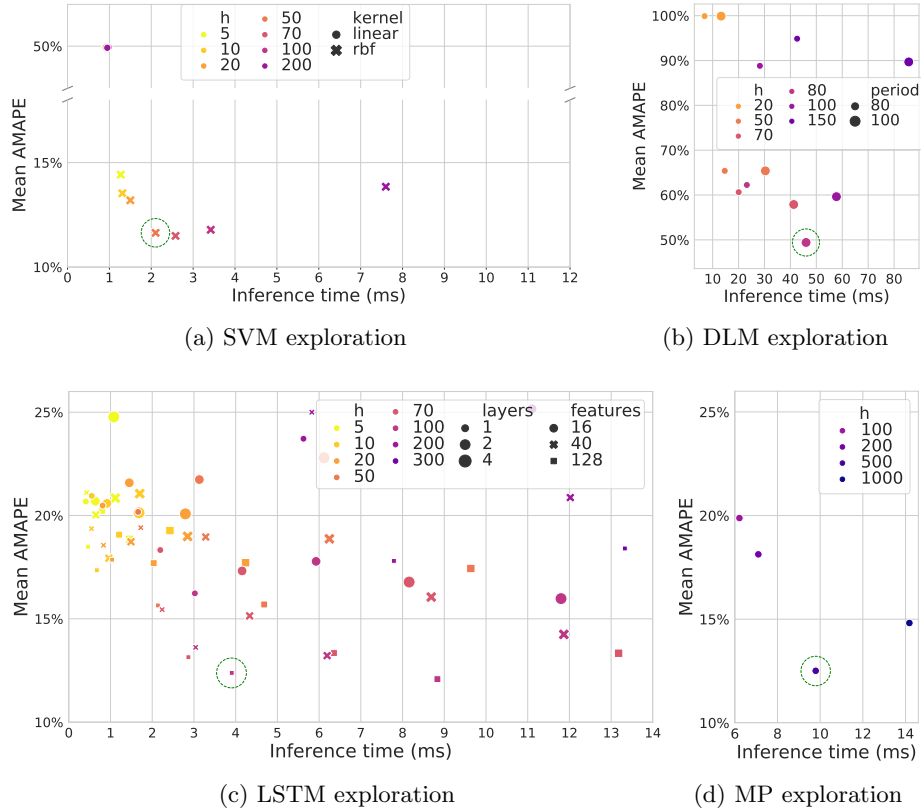 h
5
10
20
50
70
100
200
kernel
linear
rbf
50%
15%
10%
Mean AMAPE
0 1 2 3 4 5 6 7 8 9 10 11 12
Inference time (ms)
(a) SVM exploration
100%
90%
80%
70%
60%
50%
Mean AMAPE
h
20
50
70
80
100
150
period
80
100
10 20 30 40 50 60 70 80
Inference time (ms)
(b) DLM exploration
25%
20%
15%
10%
Mean AMAPE
h
5
10
20
50
70
100
200
300
layers
1
2
4
features
16
40
128
0 1 2 3 4 5 6 7 8 9 10 11 12 13 14
Inference time (ms)
(c) LSTM exploration
25%
20%
15%
10%
Mean AMAPE
h
100
200
500
1000
6 8 10 12 14
Inference time (ms)
(d) MP exploration